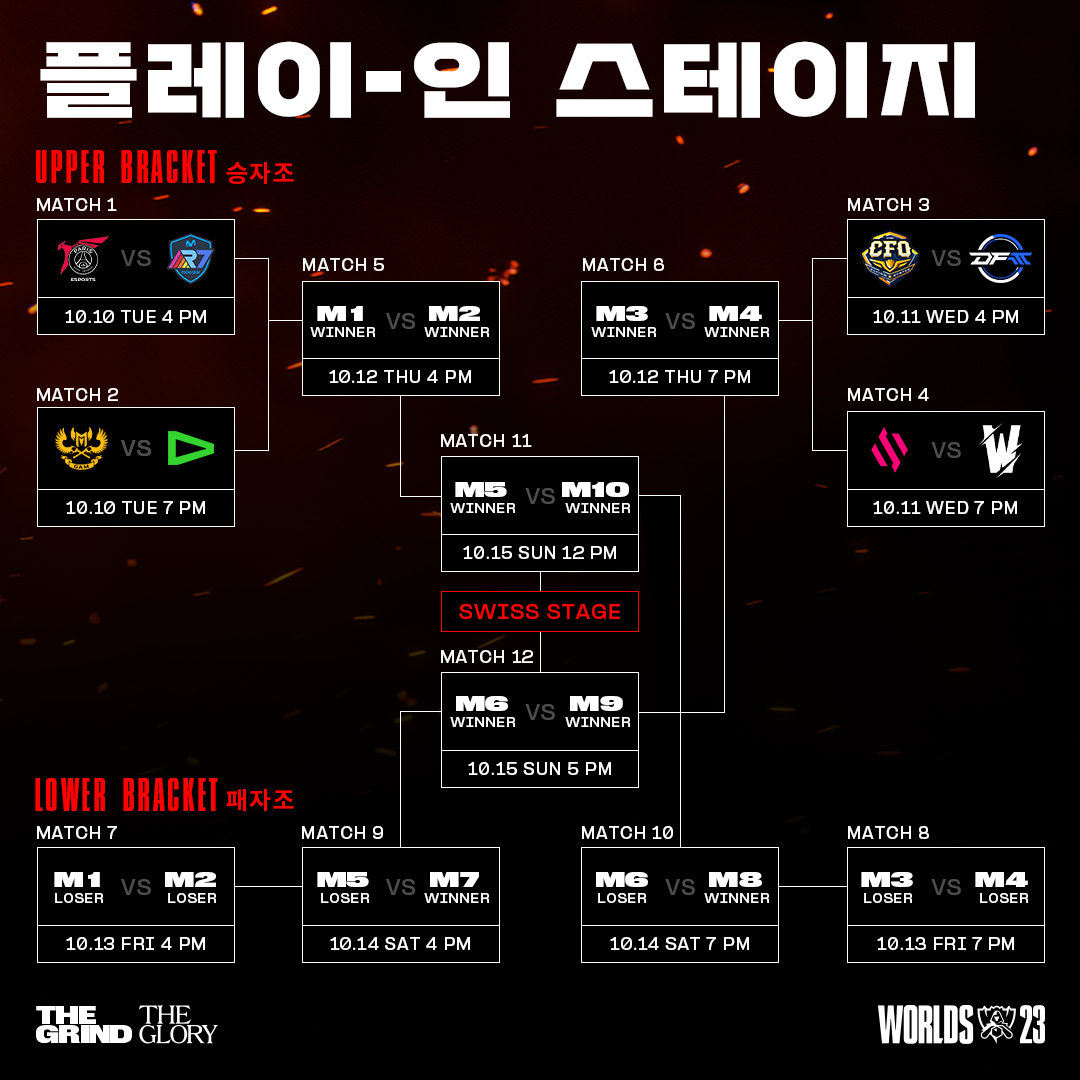 플레이-인 스테이지
UPPER BRACKET 승자조
MATCH 1
PARIS
ESPORTS
VS
R7
10.10 TUE 4 PM
MATCH 2
GAM
VS
10.10 TUE 7 PM
MATCH 5
M1 WINNER VS M2 WINNER
10.12 THU 4 PM
MATCH 6
M3 WINNER VS M4 WINNER
10.12 THU 7 PM
MATCH 3
CFO VS DFM
10.11 WED 4 PM
MATCH 4
VS W
10.11 WED 7 PM
MATCH 11
M5 WINNER VS M10 WINNER
10.15 SUN 12 PM
SWISS STAGE
MATCH 12
M6 WINNER VS M9 WINNER
10.15 SUN 5 PM
LOWER BRACKET 패자조
MATCH 7
M1 LOSER VS M2 LOSER
10.13 FRI 4 PM
MATCH 9
M5 LOSER VS M7 WINNER
10.14 SAT 4 PM
MATCH 10
M6 LOSER VS M8 WINNER
10.14 SAT 7 PM
MATCH 8
M3 LOSER VS M4 LOSER
10.13 FRI 7 PM
THE GRIND THE GLORY
WORLDS 23